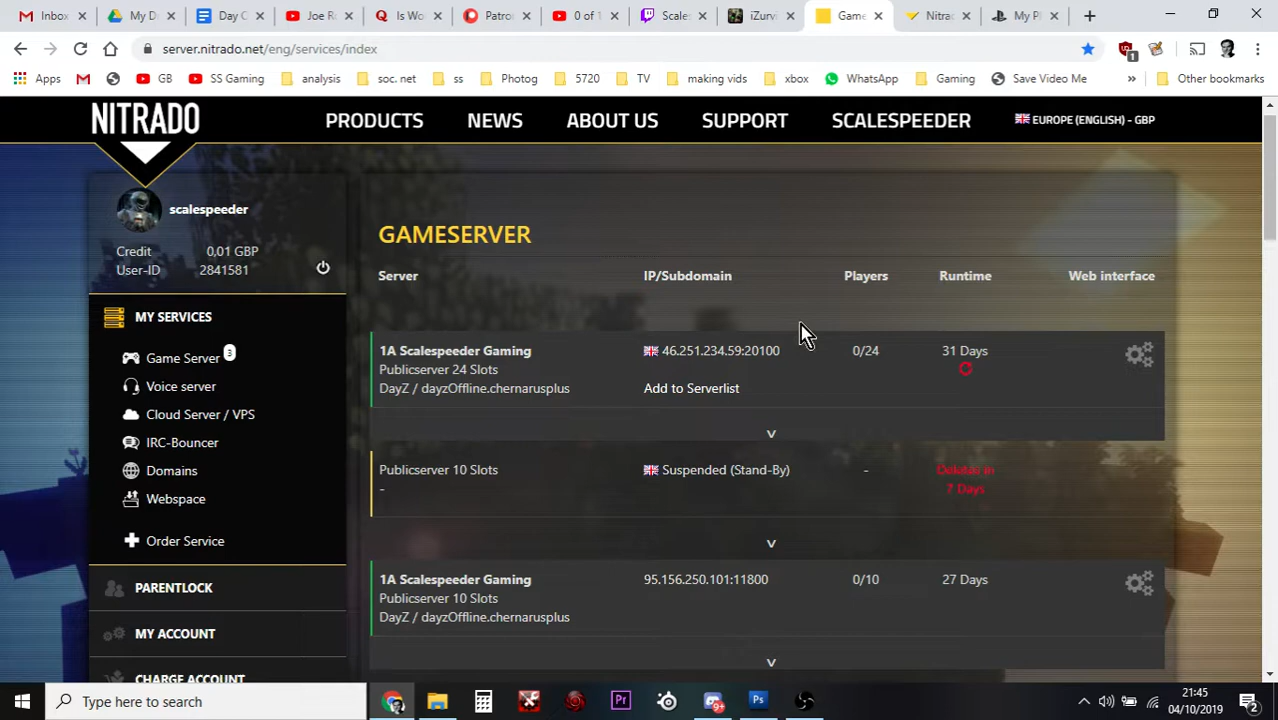 Inbox
My D
Day C
Joe R
Is Wo
Patro
0 of 1
Scale
iZurvi
Game
Nitra
My P
server.nitrado.net/eng/services/index
1
Apps
GB
SS Gaming
analysis
soc. net
ss
Photog
5720
TV
making vids
xbox
WhatsApp
Gaming
Save Video Me
»
Other bookmarks
NITRADO
PRODUCTS
NEWS
ABOUT US
SUPPORT
SCALESPEEDER
EUROPE (ENGLISH) - GBP
scalespeeder
Credit 0,01 GBP
User-ID 2841581
MY SERVICES
Game Server 3
Voice server
Cloud Server / VPS
IRC-Bouncer
Domains
Webspace
Order Service
PARENTLOCK
MY ACCOUNT
CHARGE ACCOUNT
GAMESERVER
Server IP/Subdomain Players Runtime Web interface
1A Scalespeeder Gaming 46.251.234.59:20100 0/24 31 Days
Publicserver 24 Slots
DayZ / dayzOffline.chernarusplus Add to Serverlist
v
Publicserver 10 Slots Suspended (Stand-By) - Deleted in
- 7 Days
v
1A Scalespeeder Gaming 95.156.250.101:11800 0/10 27 Days
Publicserver 10 Slots
DayZ / dayzOffline.chernarusplus
v
Type here to search
Pr
9+
Ps
21:45
04/10/2019
2